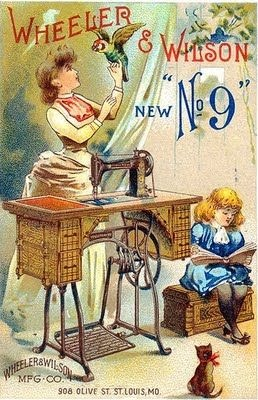 WHEELER
& WILSON
NEW "No 9"
WHEELER & WILSON
MFG. CO.
908 OLIVE ST. ST. LOUIS, MO.